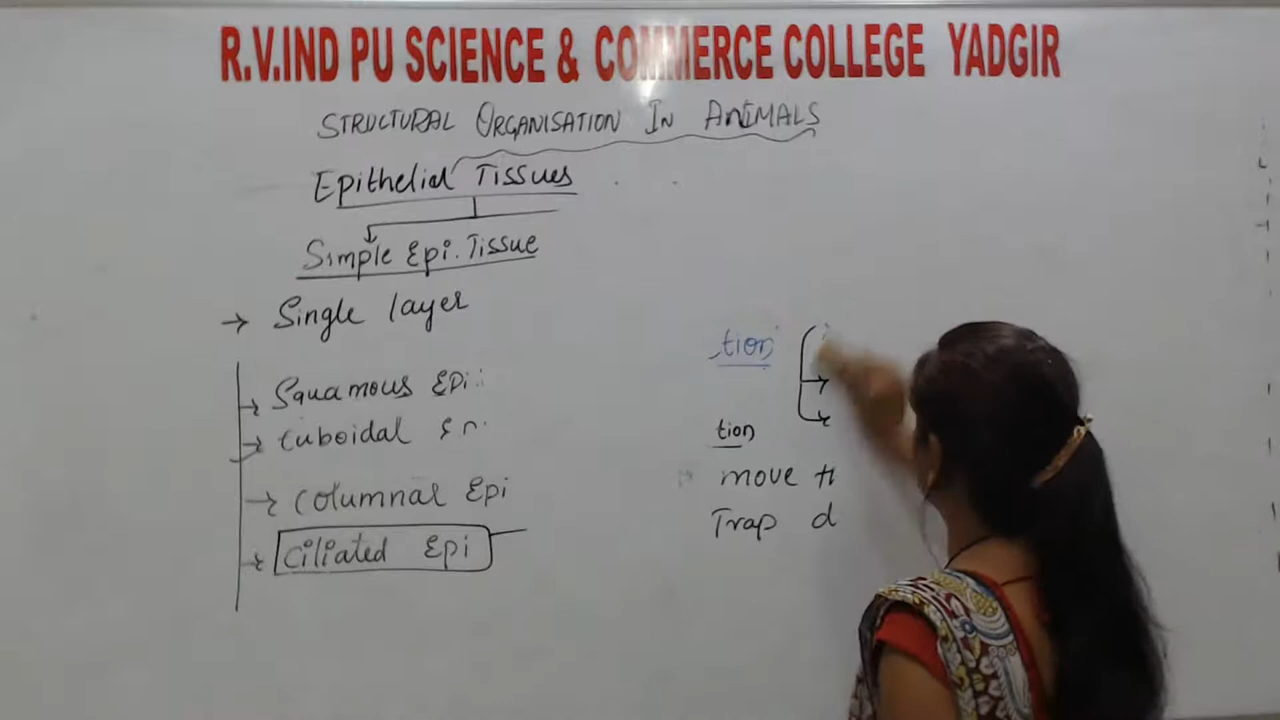 R.V.IND PU SCIENCE & COMMERCE COLLEGE YADGIR
STRUCTURAL ORGANISATION IN ANIMALS
Epithelial Tissues
Simple Epi. Tissue
→ Single layer
→ Squamous Epi
→ Cuboidal
→ Columnar Epi
→ Ciliated Epi
tion
tion
move
Trap d